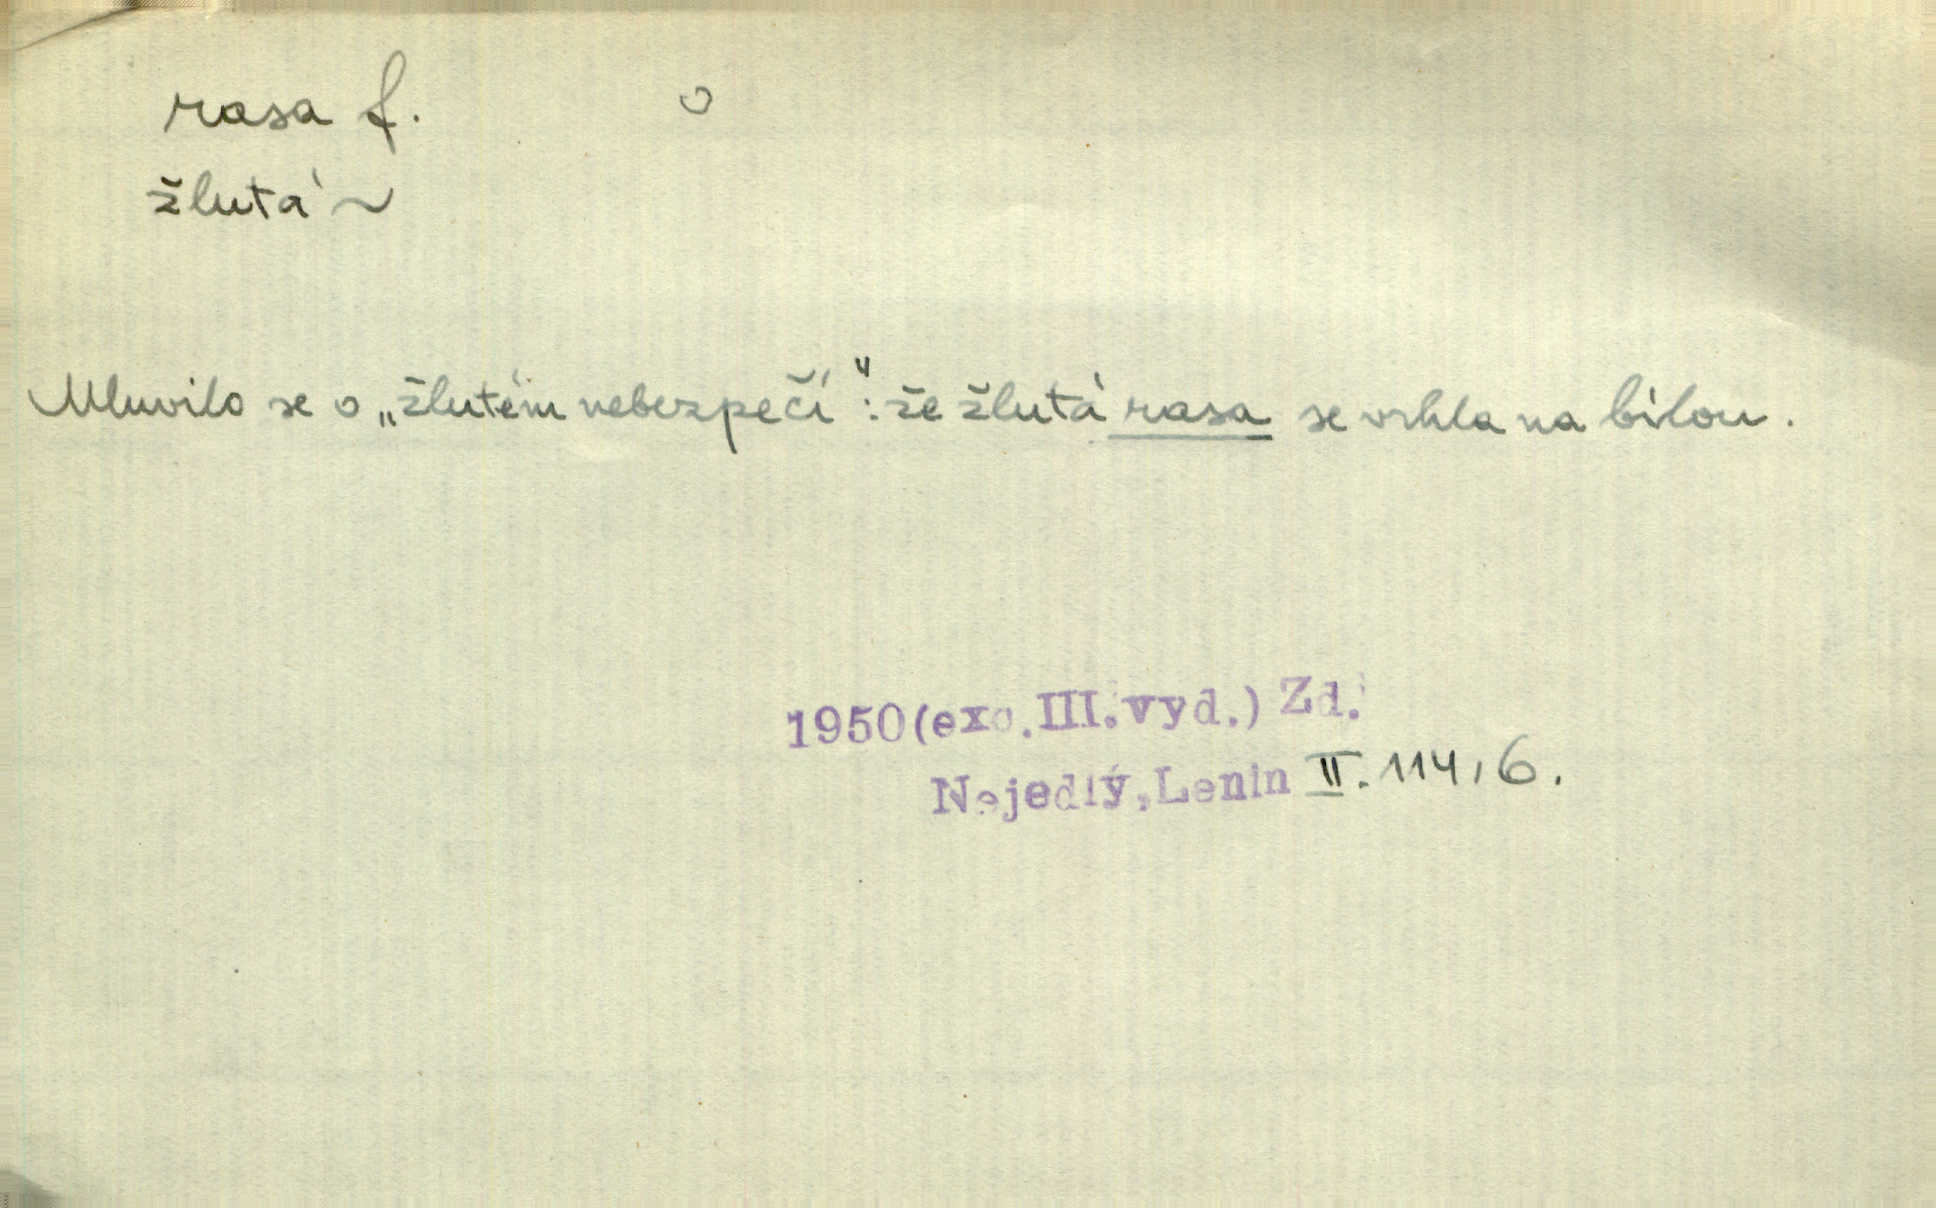 rasa f. o
žlutá ~
Mluvilo se o „žlutém nebezpečí": že žlutá rasa se vrhla na bílou.
1950(exc.III.vyd.) Zd.
Nejedlý,Lenin II. 114,6.